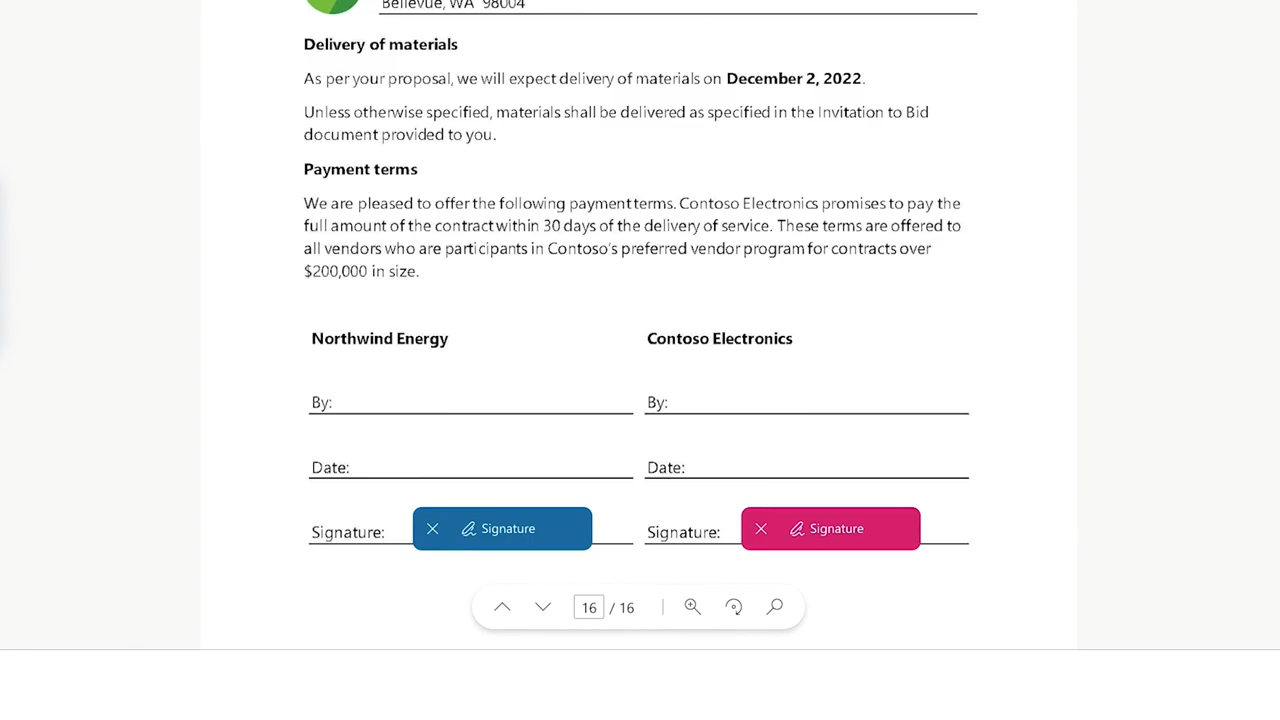 Bellevue, WA 98004
Delivery of materials
As per your proposal, we will expect delivery of materials on December 2, 2022.
Unless otherwise specified, materials shall be delivered as specified in the Invitation to Bid
document provided to you.
Payment terms
We are pleased to offer the following payment terms. Contoso Electronics promises to pay the
full amount of the contract within 30 days of the delivery of service. These terms are offered to
all vendors who are participants in Contoso's preferred vendor program for contracts over
$200,000 in size.
Northwind Energy Contoso Electronics
By: By:
Date: Date:
Signature: Signature Signature: Signature
16 / 16